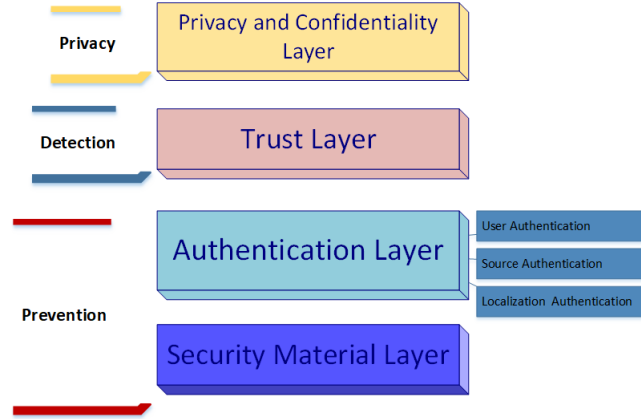 Privacy
Privacy and Confidentiality
Layer
Detection
Trust Layer
Prevention
Authentication Layer
User Authentication
Source Authentication
Localization Authentication
Security Material Layer